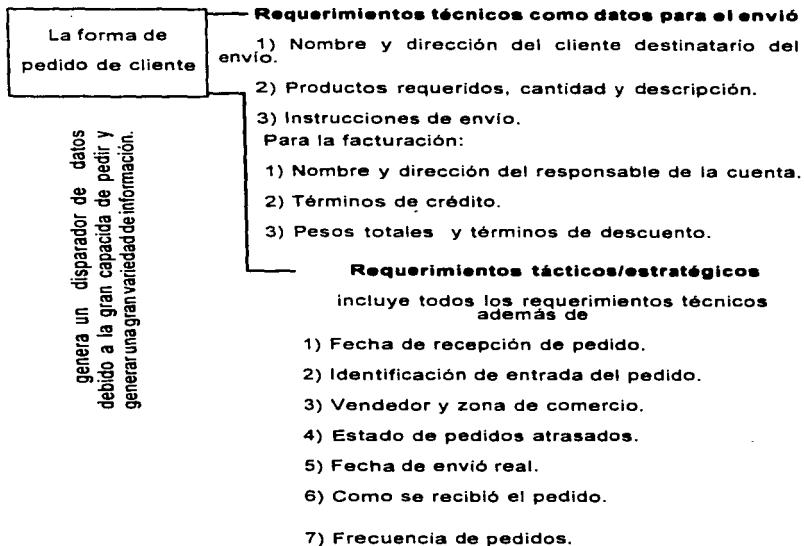 La forma de
pedido de cliente
Requerimientos técnicos como datos para el envió
1) Nombre y dirección del cliente destinatario del
envío.
2) Productos requeridos, cantidad y descripción.
3) Instrucciones de envío.
Para la facturación:
1) Nombre y dirección del responsable de la cuenta.
2) Términos de crédito.
3) Pesos totales y términos de descuento.
genera un disparador de datos
debido a la gran capacida de pedir y
generar una gran variedad de información.
Requerimientos tácticos/estratégicos
incluye todos los requerimientos técnicos
además de
1) Fecha de recepción de pedido.
2) Identificación de entrada del pedido.
3) Vendedor y zona de comercio.
4) Estado de pedidos atrasados.
5) Fecha de envió real.
6) Como se recibió el pedido.
7) Frecuencia de pedidos.